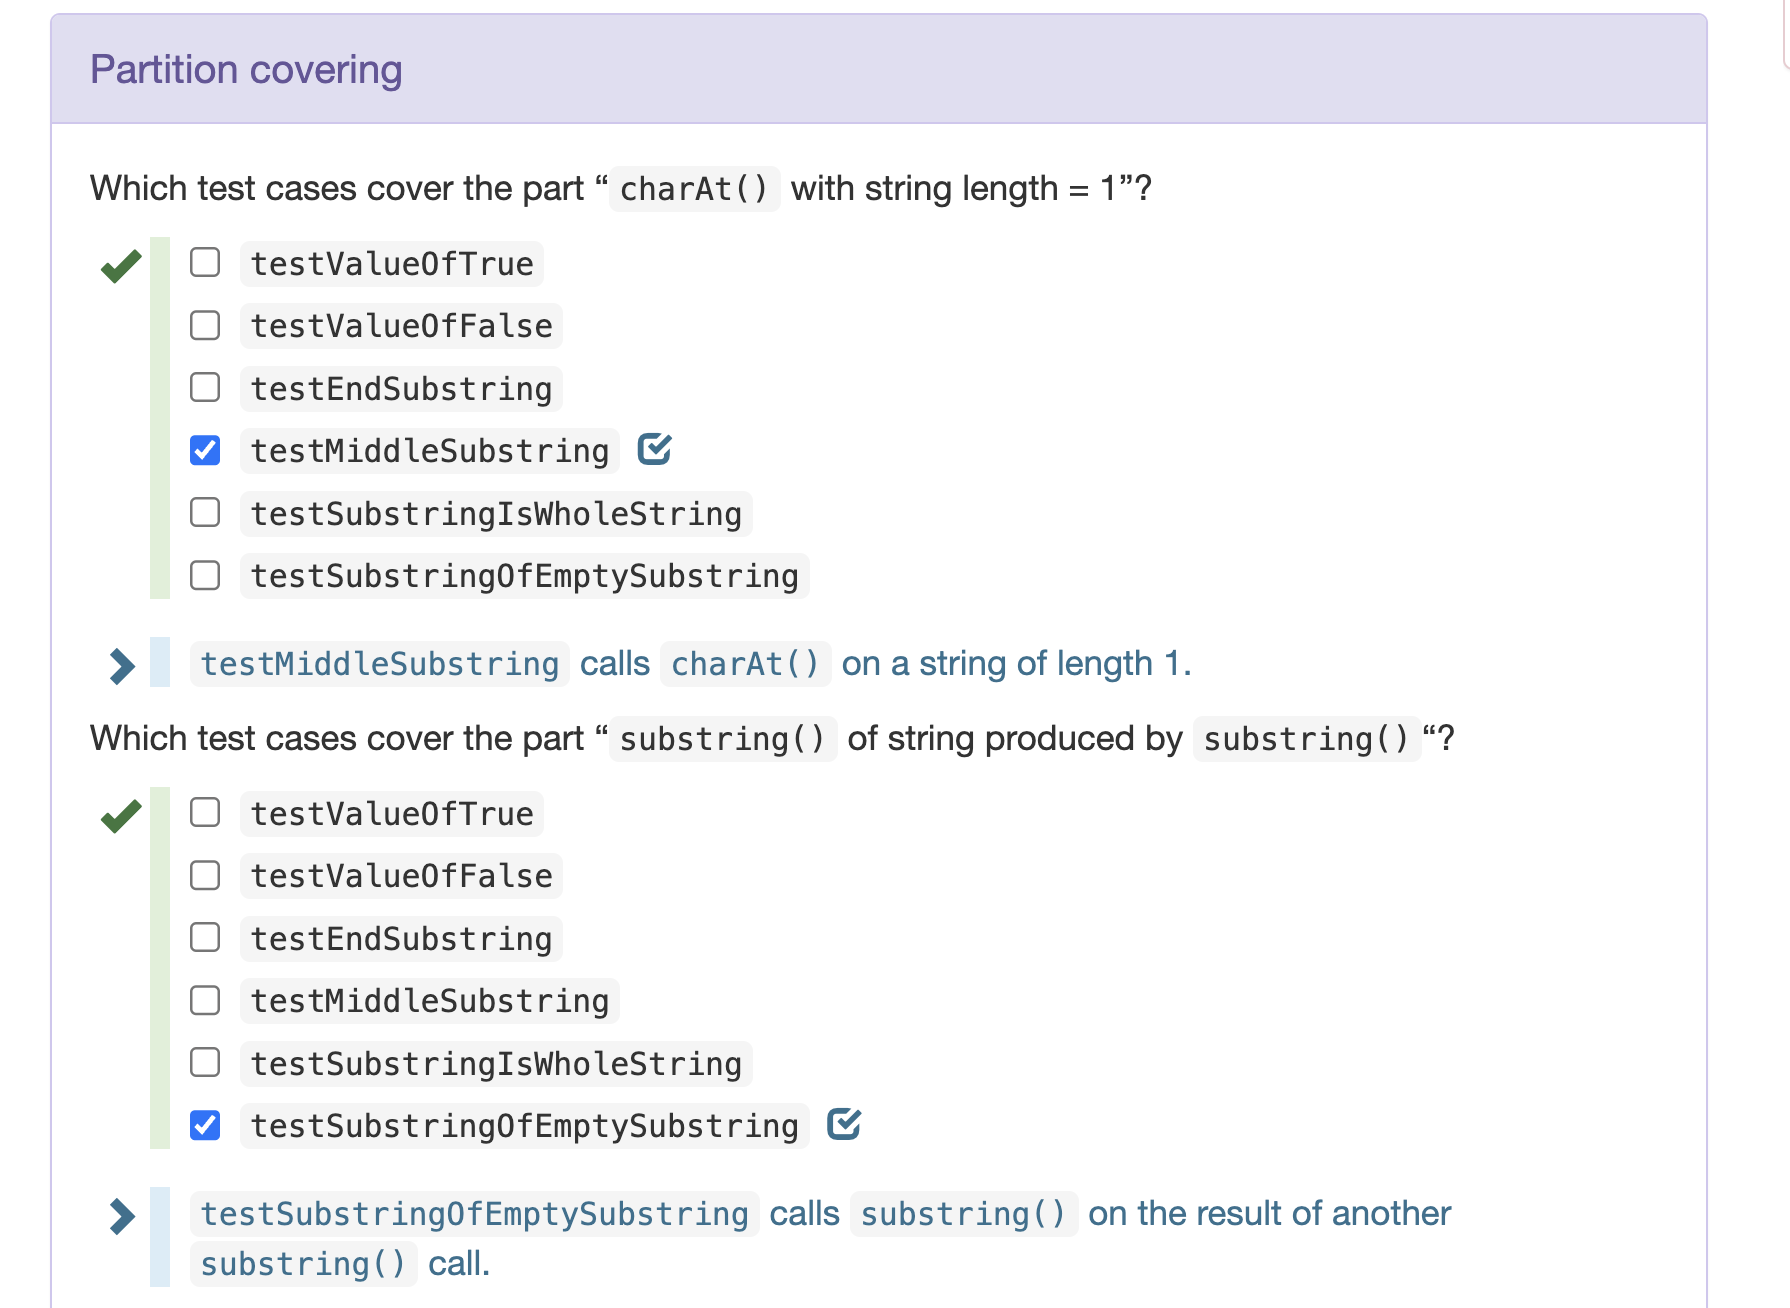 Partition covering
Which test cases cover the part “charAt() with string length = 1”?
testValueOfTrue
testValueOfFalse
testEndSubstring
testMiddleSubstring
testSubstringIsWholeString
testSubstringOfEmptySubstring
testMiddleSubstring calls charAt() on a string of length 1.
Which test cases cover the part “substring() of string produced by substring()“?
testValueOfTrue
testValueOfFalse
testEndSubstring
testMiddleSubstring
testSubstringIsWholeString
testSubstringOfEmptySubstring
testSubstringOfEmptySubstring calls substring() on the result of another
substring() call.